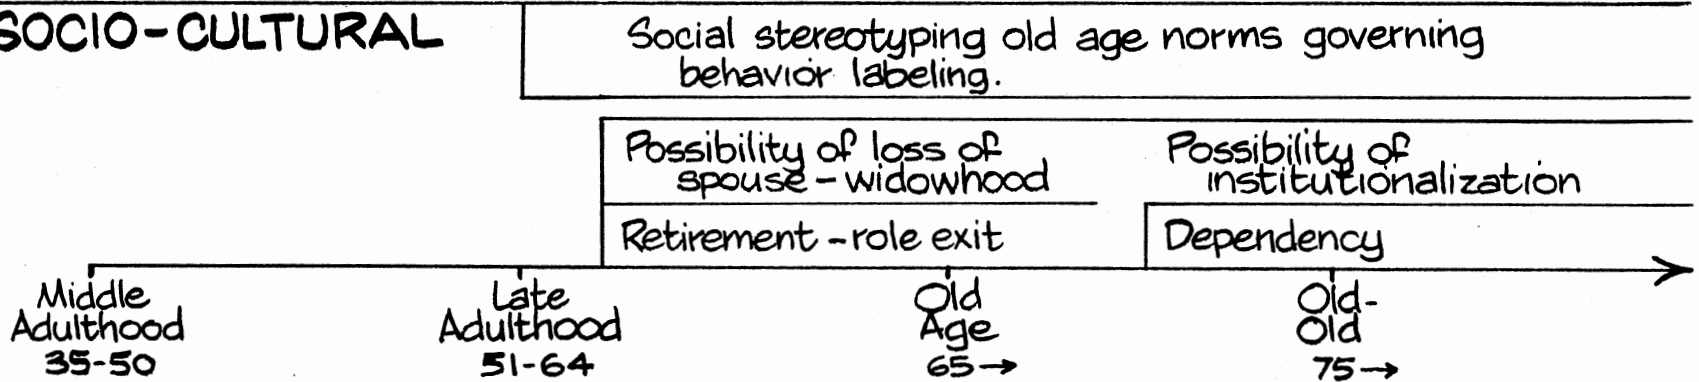 SOCIO-CULTURAL
Social stereotyping old age norms governing
behavior labeling.
Possibility of loss of
spouse - widowhood
Possibility of
institutionalization
Retirement - role exit
Dependency
Middle
Adulthood
35-50
Late
Adulthood
51-64
Old
Age
65→
Old-
Old
75→